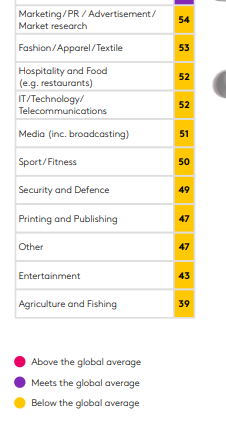 Marketing/PR / Advertisement/
Market research
54
Fashion/Apparel/Textile
53
Hospitality and Food
(e.g. restaurants)
52
IT/Technology/
Telecommunications
52
Media (inc. broadcasting)
51
Sport/Fitness
50
Security and Defence
49
Printing and Publishing
47
Other
47
Entertainment
43
Agriculture and Fishing
39
Above the global average
Meets the global average
Below the global average